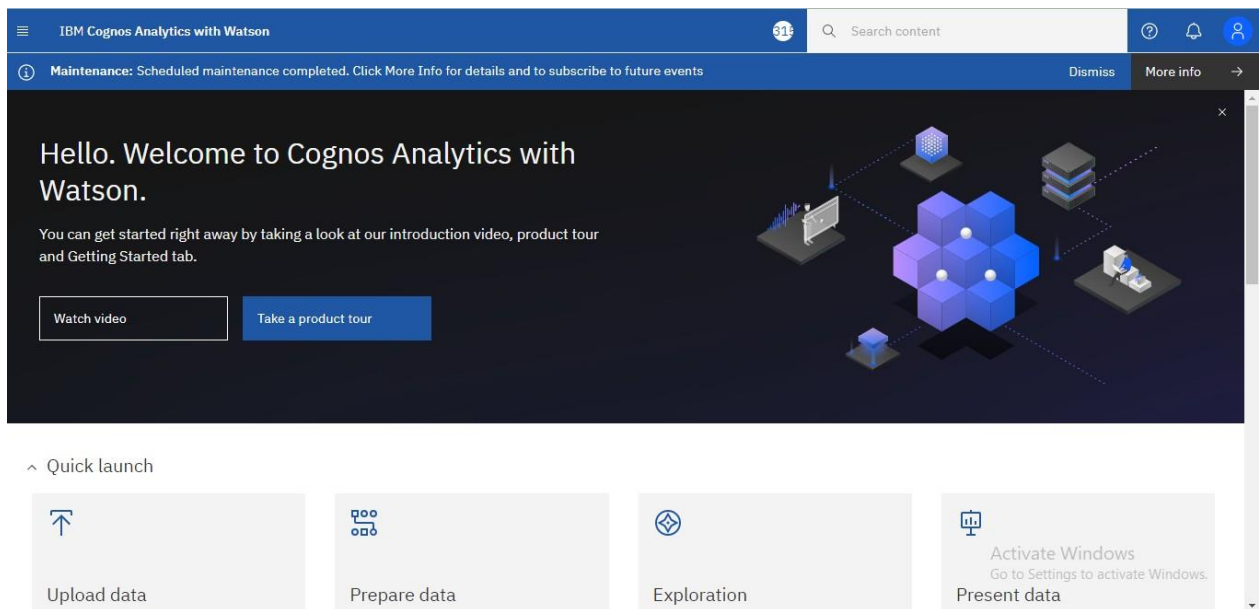 IBM Cognos Analytics with Watson
315
Search content
Maintenance: Scheduled maintenance completed. Click More Info for details and to subscribe to future events
Dismiss
More info
Hello. Welcome to Cognos Analytics with
Watson.
You can get started right away by taking a look at our introduction video, product tour
and Getting Started tab.
Watch video
Take a product tour
Quick launch
Upload data
Prepare data
Exploration
Present data
Activate Windows
Go to Settings to activate Windows.